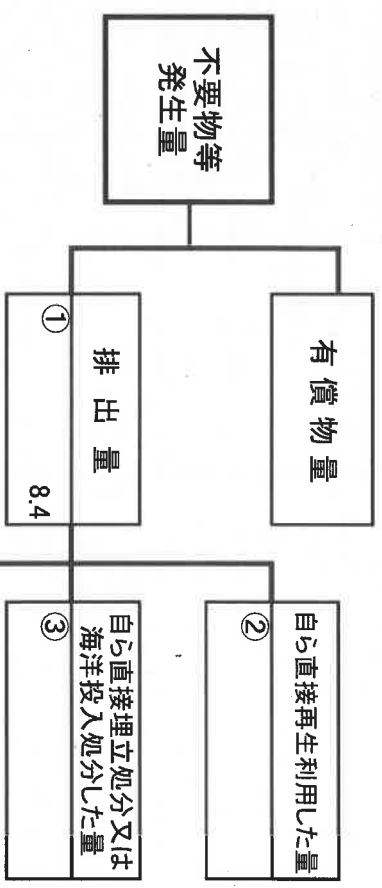 不要物等
発生量
有償物量
排出量
①
8.4
自ら直接再生利用した量
②
自ら直接埋立処分又は
海洋投入処分した量
③